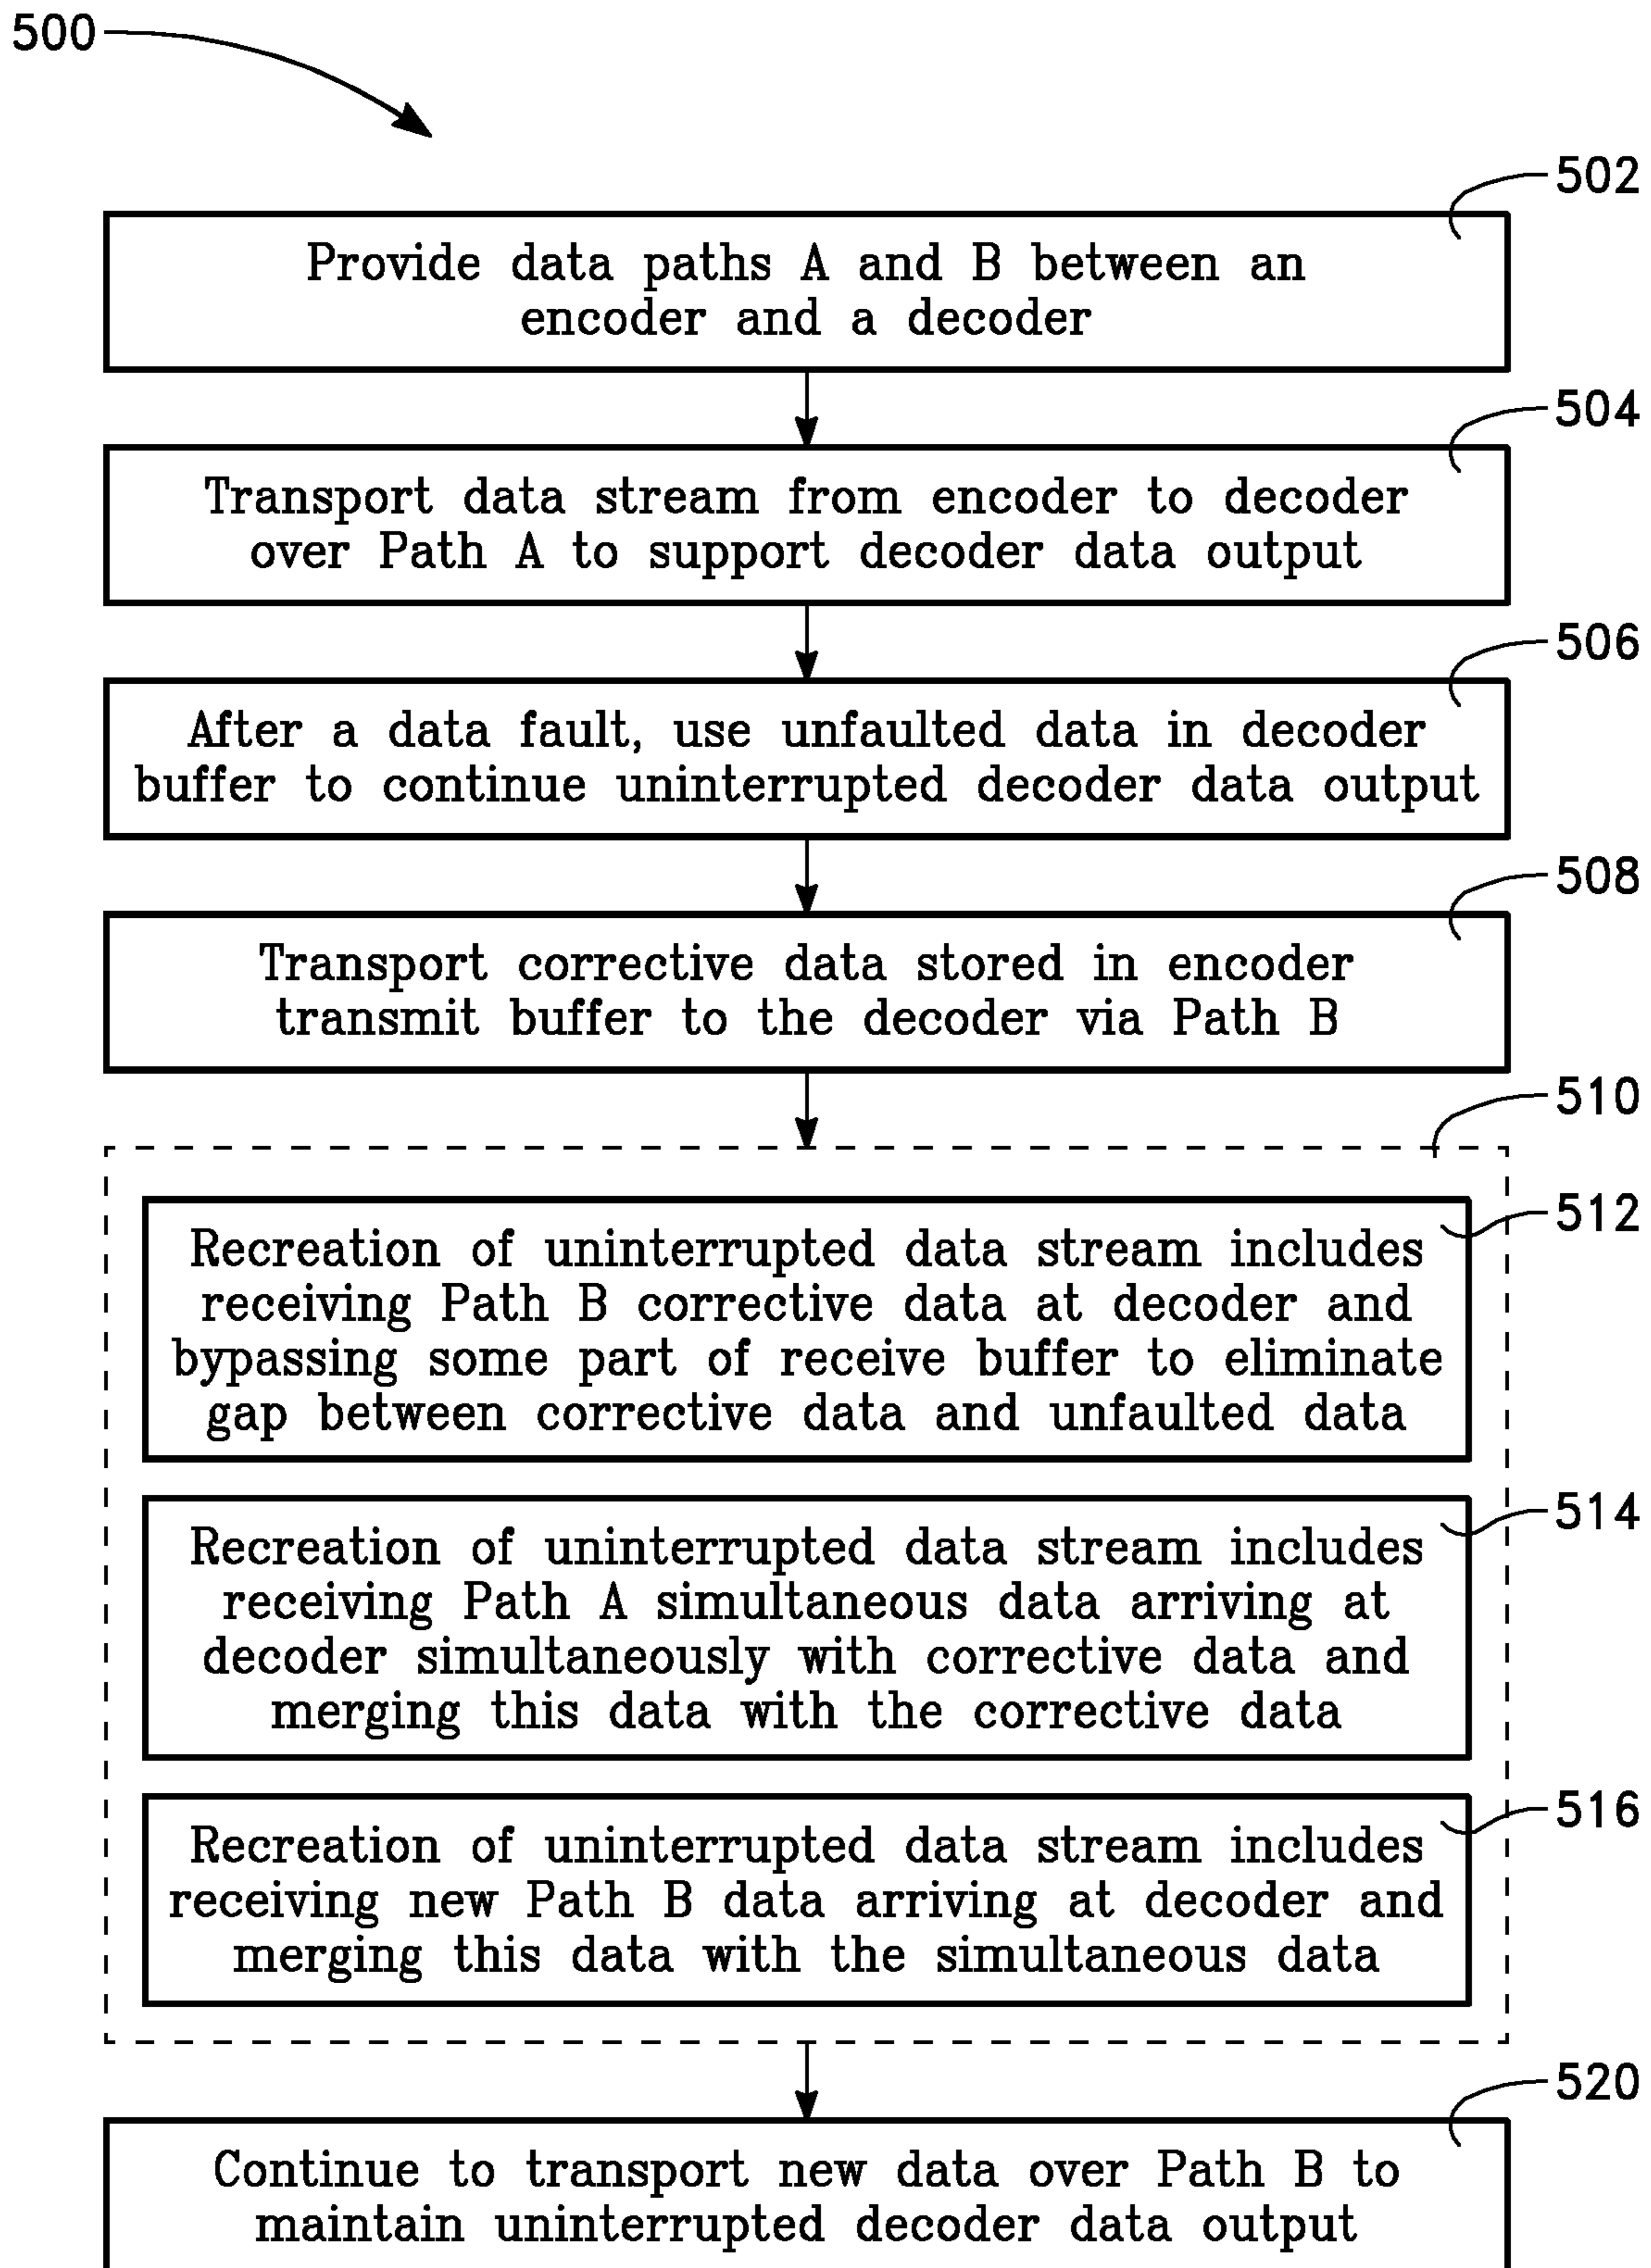 500
502
Provide data paths A and B between an
encoder and a decoder
504
Transport data stream from encoder to decoder
over Path A to support decoder data output
506
After a data fault, use unfaulted data in decoder
buffer to continue uninterrupted decoder data output
508
Transport corrective data stored in encoder
transmit buffer to the decoder via Path B
510
512
Recreation of uninterrupted data stream includes
receiving Path B corrective data at decoder and
bypassing some part of receive buffer to eliminate
gap between corrective data and unfaulted data
514
Recreation of uninterrupted data stream includes
receiving Path A simultaneous data arriving at
decoder simultaneously with corrective data and
merging this data with the corrective data
516
Recreation of uninterrupted data stream includes
receiving new Path B data arriving at decoder and
merging this data with the simultaneous data
520
Continue to transport new data over Path B to
maintain uninterrupted decoder data output